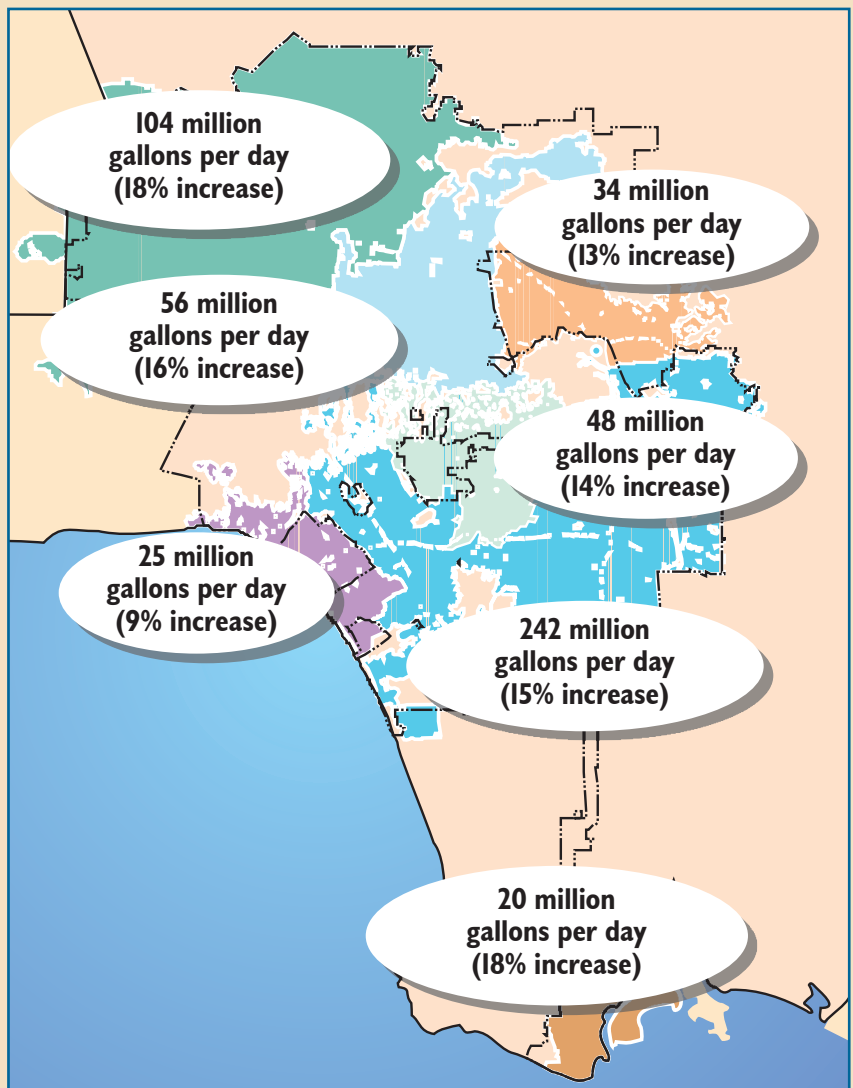 104 million
gallons per day
(18% increase)
34 million
gallons per day
(13% increase)
56 million
gallons per day
(16% increase)
48 million
gallons per day
(14% increase)
25 million
gallons per day
(9% increase)
242 million
gallons per day
(15% increase)
20 million
gallons per day
(18% increase)